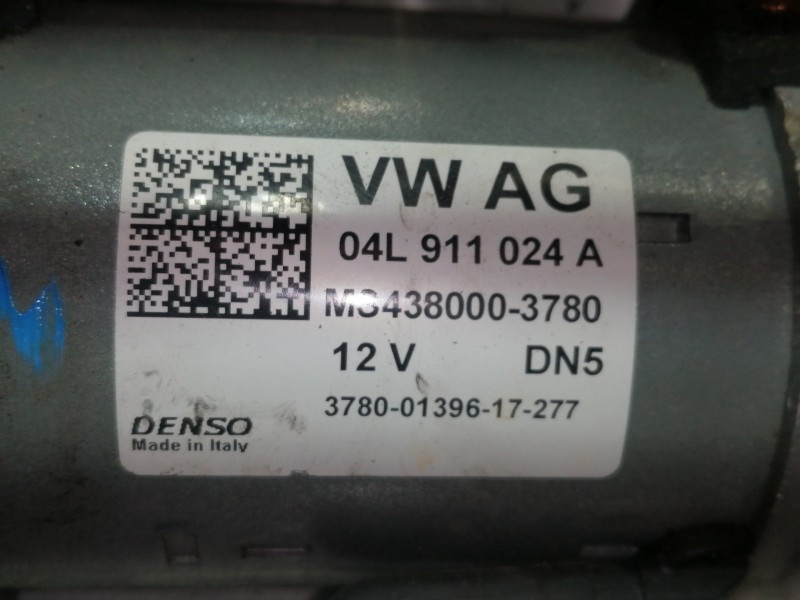 VW AG
04L 911 024 A
MS438000-3780
12 V DN5
3780-01396-17-277
DENSO
Made in Italy